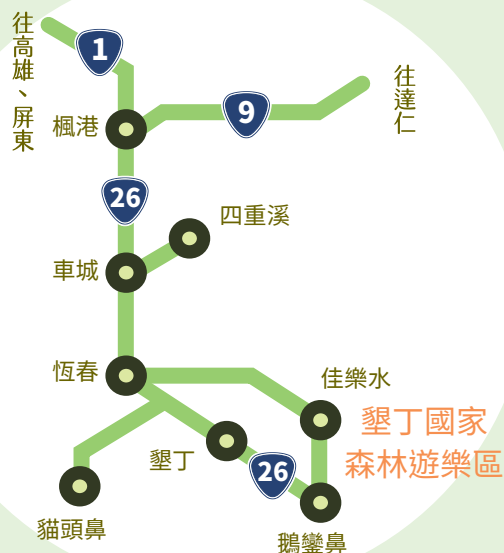 往高雄、屏東
1
往達仁
9
楓港
26
四重溪
車城
恆春
佳樂水
墾丁國家
森林遊樂區
墾丁
26
貓頭鼻
鵝鑾鼻